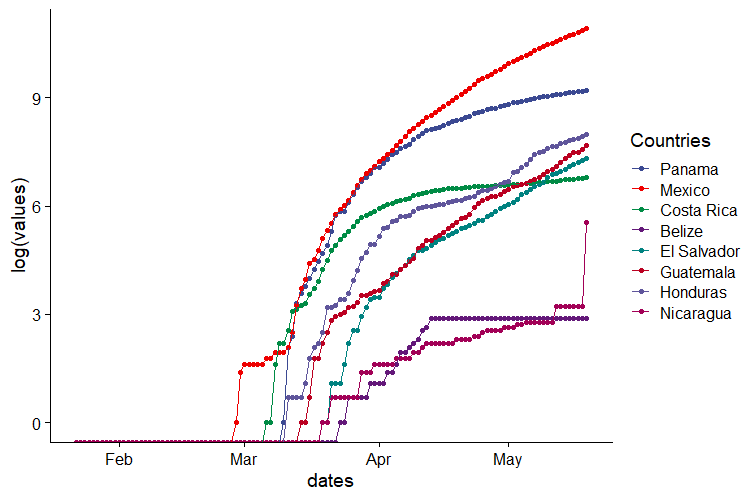 log(values)
9
6
3
0
Feb Mar Apr May
dates
Countries
Panama
Mexico
Costa Rica
Belize
El Salvador
Guatemala
Honduras
Nicaragua